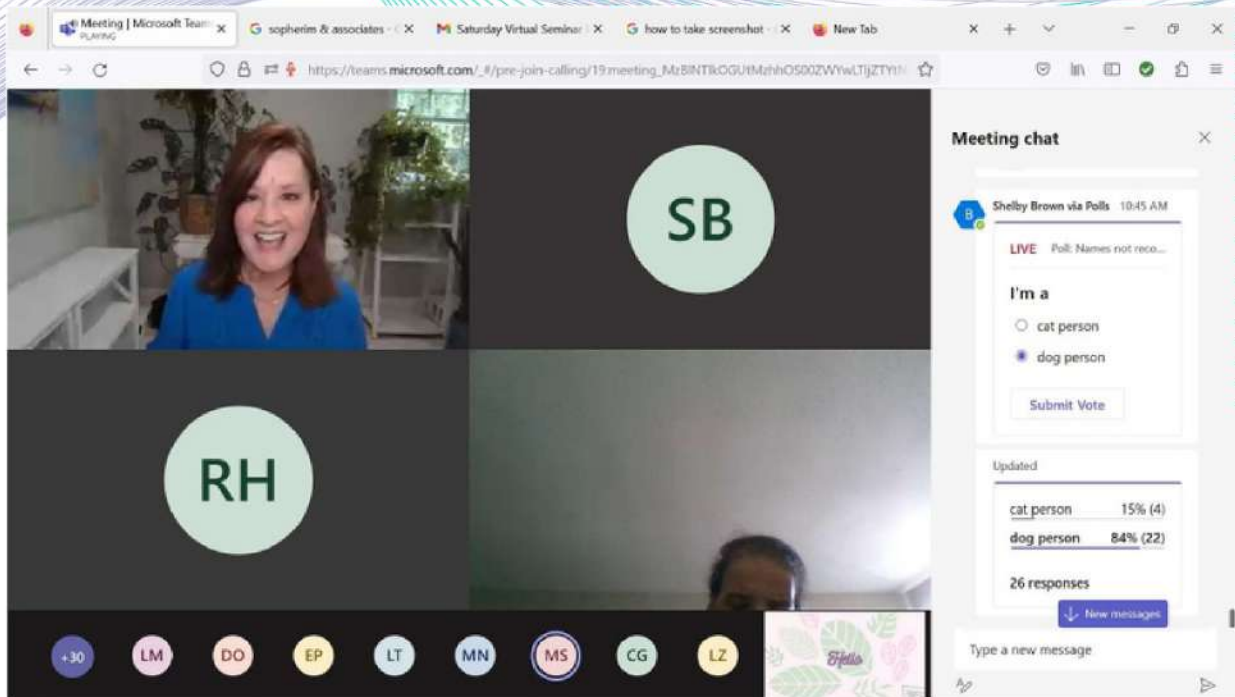 Meeting | Microsoft Team
PLAYING
sopherim & associates -
Saturday Virtual Seminar
how to take screenshot -
New Tab
https://teams.microsoft.com/_#/pre-join-calling/19:meeting_
Meeting chat
SB
B
Shelby Brown via Polls 10:45 AM
LIVE Poll: Names not reco...
I'm a
cat person
dog person
Submit Vote
RH
Updated
cat person 15% (4)
dog person 84% (22)
26 responses
New messages
+30 LM DO EP LT MN MS CG LZ
Hello
Type a new message